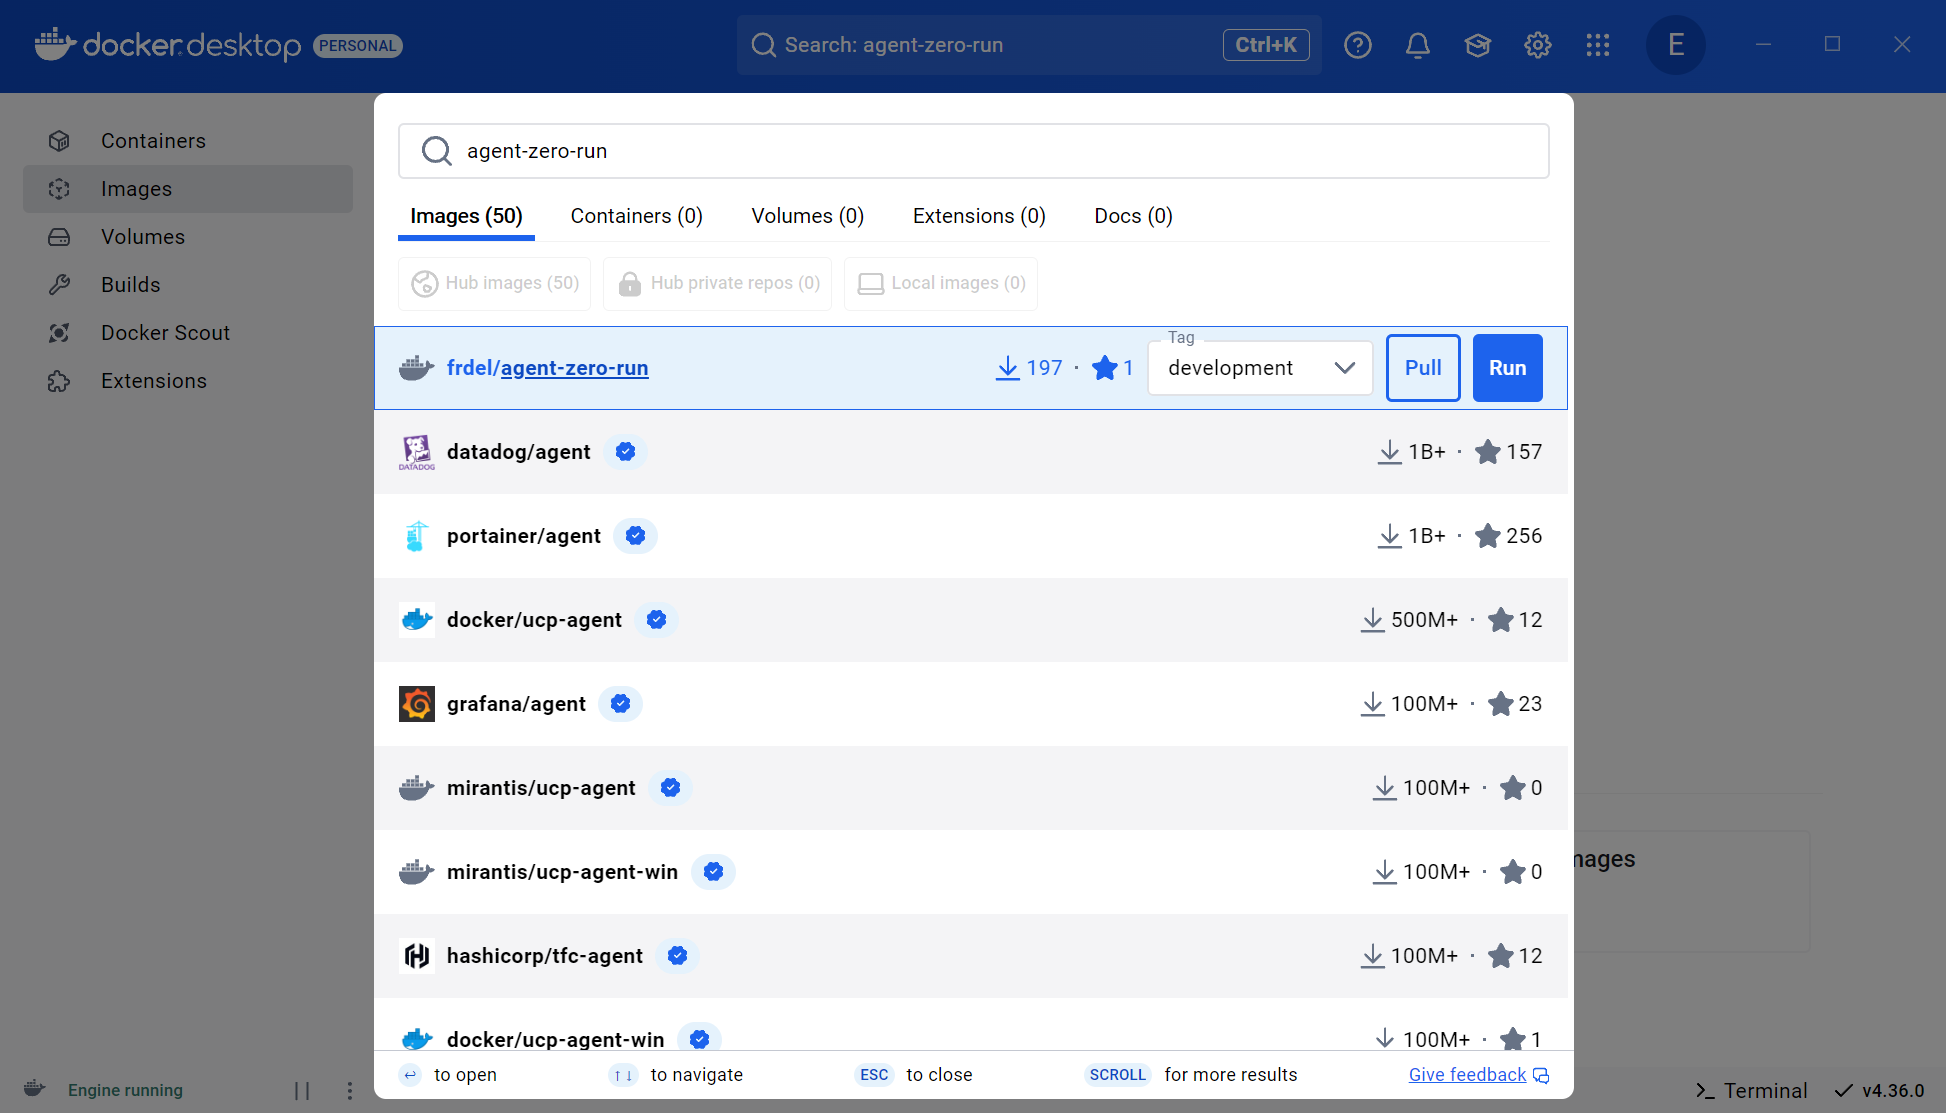 docker desktop PERSONAL
Search: agent-zero-run Ctrl+K
E
Containers
Images
Volumes
Builds
Docker Scout
Extensions
agent-zero-run
Images (50) Containers (0) Volumes (0) Extensions (0) Docs (0)
Hub images (50) Hub private repos (0) Local images (0)
frdel/agent-zero-run 197 · 1 Tag development Pull Run
DATADOG datadog/agent 1B+ · 157
portainer/agent 1B+ · 256
docker/ucp-agent 500M+ · 12
grafana/agent 100M+ · 23
mirantis/ucp-agent 100M+ · 0
mirantis/ucp-agent-win 100M+ · 0
hashicorp/tfc-agent 100M+ · 12
docker/ucp-agent-win 100M+ · 1
to open to navigate ESC to close SCROLL for more results Give feedback
Engine running
Terminal v4.36.0